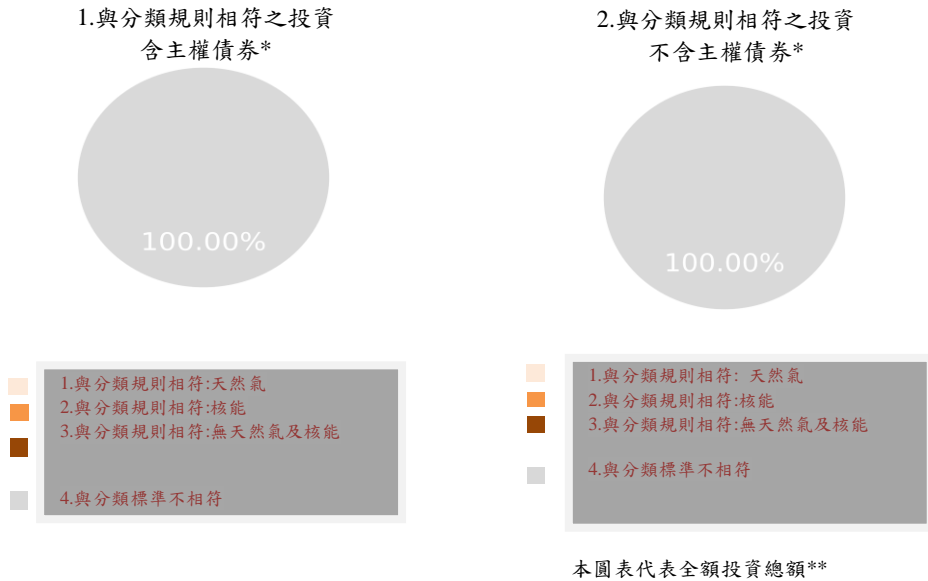 1.與分類規則相符之投資
含主權債券*
100.00%
1.與分類規則相符:天然氣
2.與分類規則相符:核能
3.與分類規則相符:無天然氣及核能
4.與分類標準不相符
2.與分類規則相符之投資
不含主權債券*
100.00%
1.與分類規則相符: 天然氣
2.與分類規則相符:核能
3.與分類規則相符:無天然氣及核能
4.與分類標準不相符
本圓表代表全額投資總額**